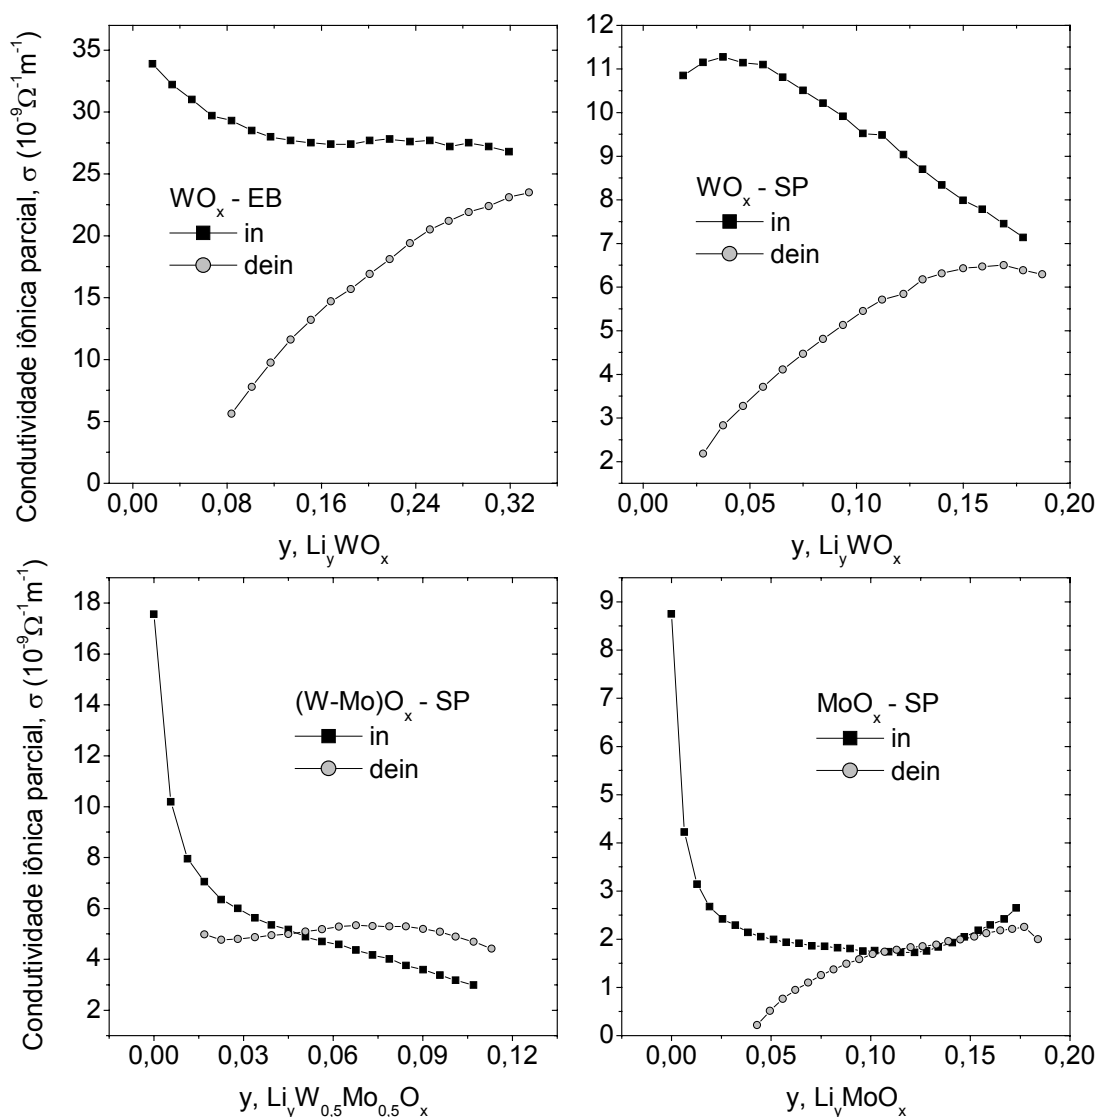 Condutividade iônica parcial, σ (10⁻⁹Ω⁻¹m⁻¹)
35
30
25
20
15
10
5
0
WOₓ - EB
in
dein
0,00 0,08 0,16 0,24 0,32
y, LiᵧWOₓ
12
11
10
9
8
7
6
5
4
3
2
WOₓ - SP
in
dein
0,00 0,05 0,10 0,15 0,20
y, LiᵧWOₓ
Condutividade iônica parcial, σ (10⁻⁹Ω⁻¹m⁻¹)
18
16
14
12
10
8
6
4
2
(W-Mo)Oₓ - SP
in
dein
0,00 0,03 0,06 0,09 0,12
y, LiᵧW₀,₅Mo₀,₅Oₓ
9
8
7
6
5
4
3
2
1
0
MoOₓ - SP
in
dein
0,00 0,05 0,10 0,15 0,20
y, LiᵧMoOₓ